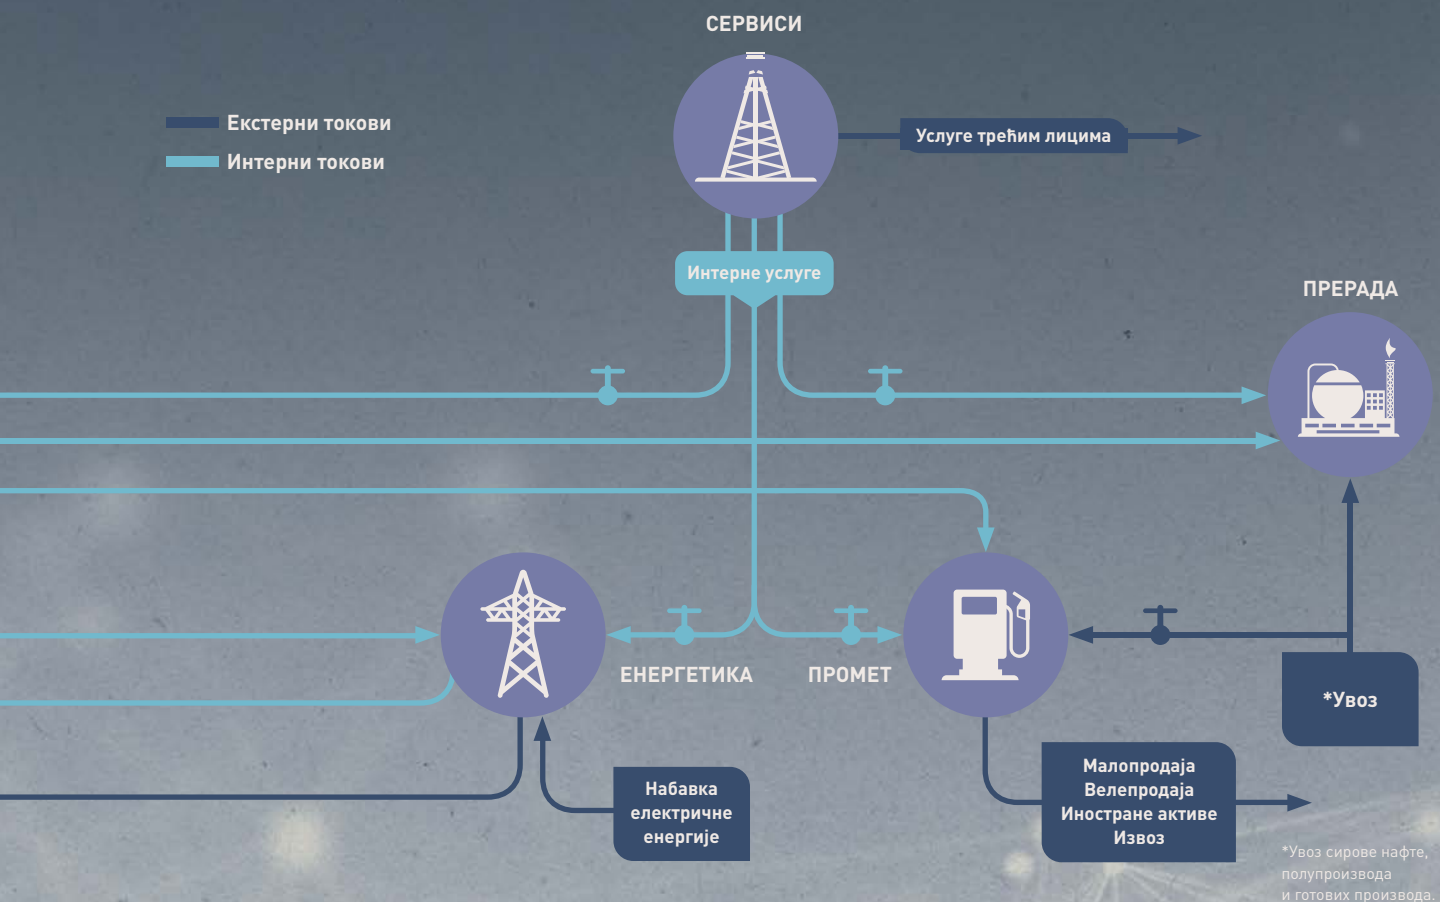 СЕРВИСИ
Екстерни токови
Интерни токови
Услуге трећим лицима
Интерне услуге
ПРЕРАДА
ЕНЕРГЕТИКА
ПРОМЕТ
*Увоз
Набавка
електричне
енергије
Малопродаја
Велепродаја
Иностране активе
Извоз
*Увоз сирове нафте,
полупроизвода
и готових производа.